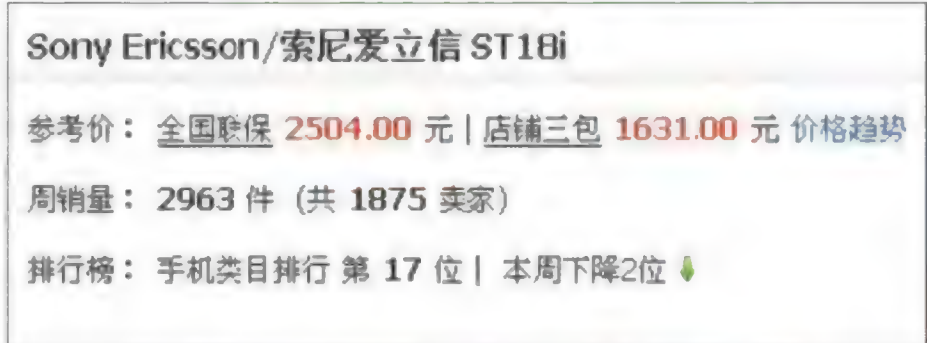 Sony Ericsson/索尼爱立信 ST18i
参考价： 全国联保 2504.00 元 | 店铺三包 1631.00 元 价格趋势
周销量： 2963 件 (共 1875 卖家)
排行榜： 手机类目排行 第 17 位 | 本周下降2位